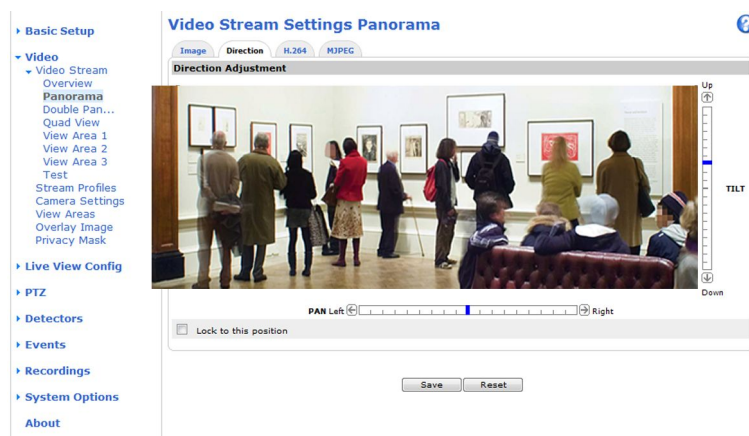 Basic Setup
Video
Video Stream
Overview
Panorama
Double Pan...
Quad View
View Area 1
View Area 2
View Area 3
Test
Stream Profiles
Camera Settings
View Areas
Overlay Image
Privacy Mask
Live View Config
PTZ
Detectors
Events
Recordings
System Options
About
Video Stream Settings Panorama
?
Image Direction H.264 MJPEG
Direction Adjustment
Up
TILT
Down
PAN Left Right
Lock to this position
Save Reset